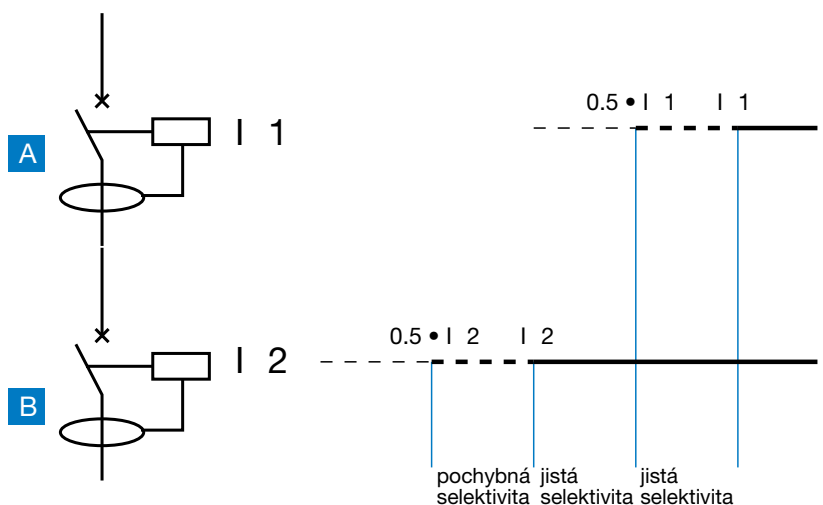 0.5 • I 1 I 1
A I 1
0.5 • I 2 I 2
I 2
B
pochybná jistá jistá
selektivita selektivita selektivita